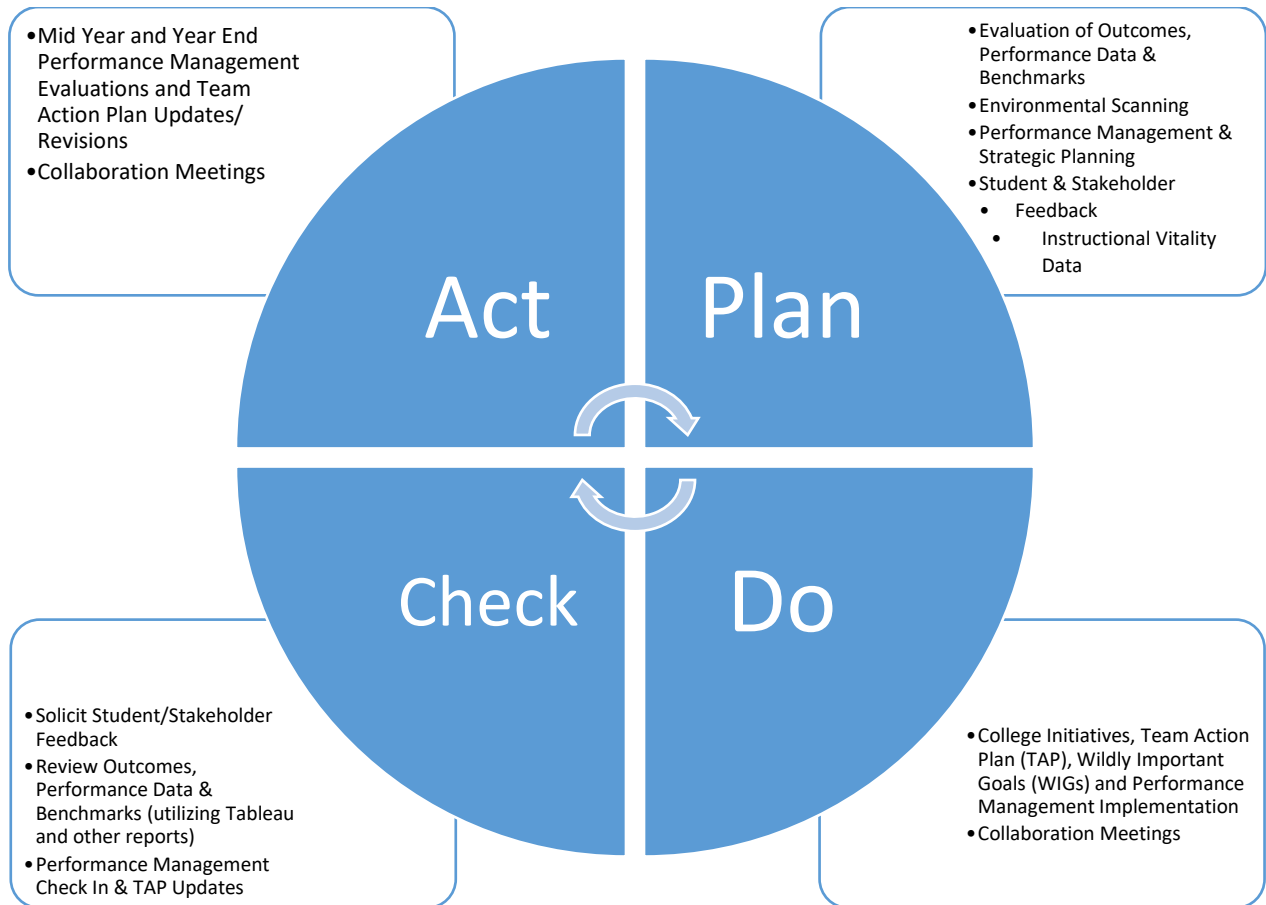 •Mid Year and Year End
Performance Management
Evaluations and Team
Action Plan Updates/
Revisions
•Collaboration Meetings
•Evaluation of Outcomes,
Performance Data &
Benchmarks
•Environmental Scanning
•Performance Management &
Strategic Planning
•Student & Stakeholder
• Feedback
• Instructional Vitality
Data
Act
Plan
Check
Do
•Solicit Student/Stakeholder
Feedback
•Review Outcomes,
Performance Data &
Benchmarks (utilizing Tableau
and other reports)
•Performance Management
Check In & TAP Updates
•College Initiatives, Team Action
Plan (TAP), Wildly Important
Goals (WIGs) and Performance
Management Implementation
•Collaboration Meetings